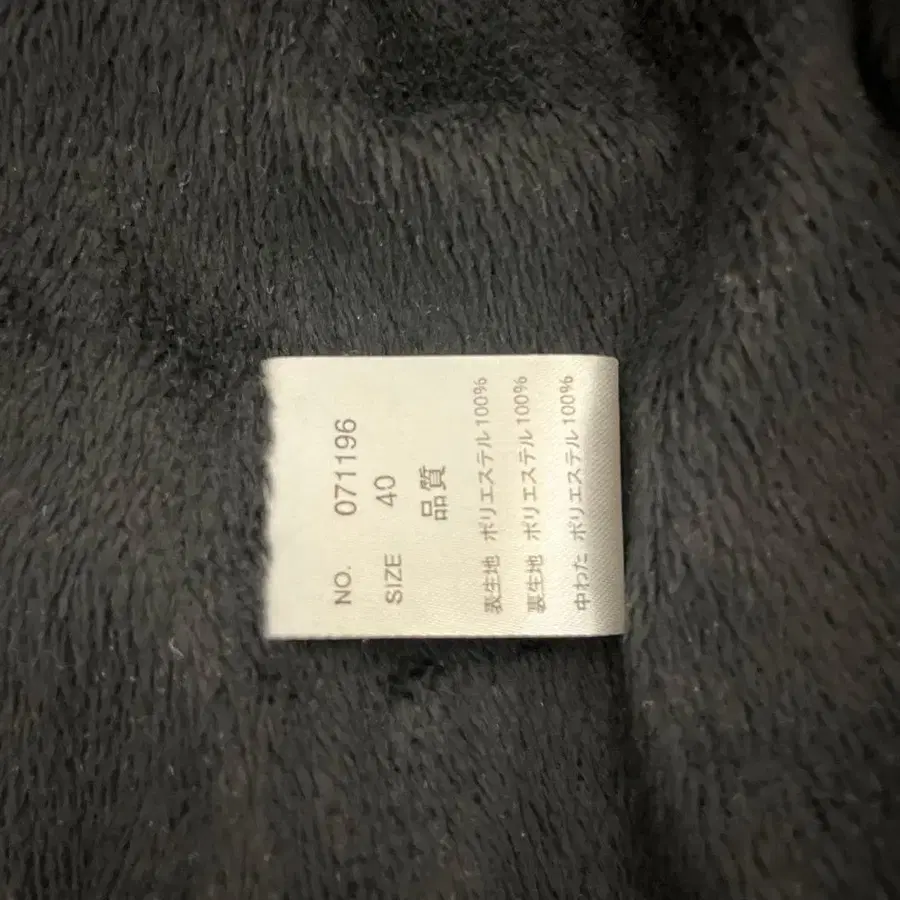 NO. 071196
SIZE 40
品質
表生地 ポリエステル100%
裏生地 ポリエステル100%
中わた ポリエステル100%